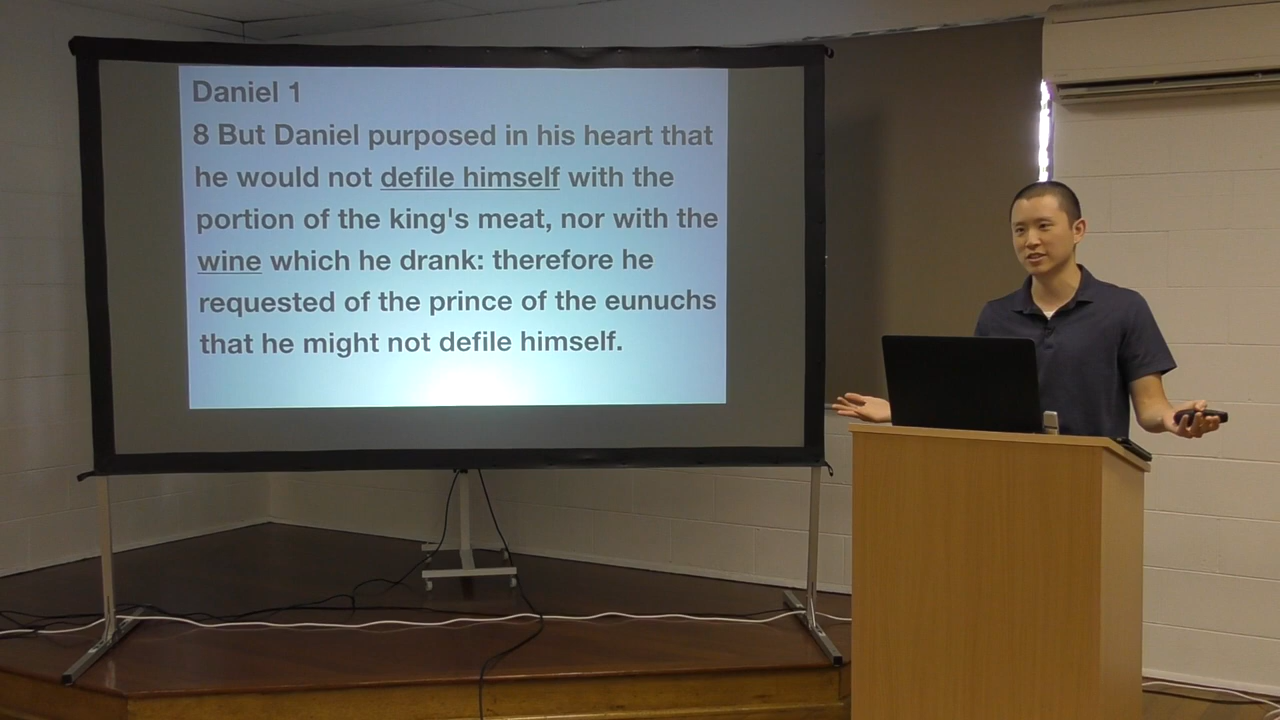 Daniel 1
8 But Daniel purposed in his heart that
he would not defile himself with the
portion of the king's meat, nor with the
wine which he drank: therefore he
requested of the prince of the eunuchs
that he might not defile himself.